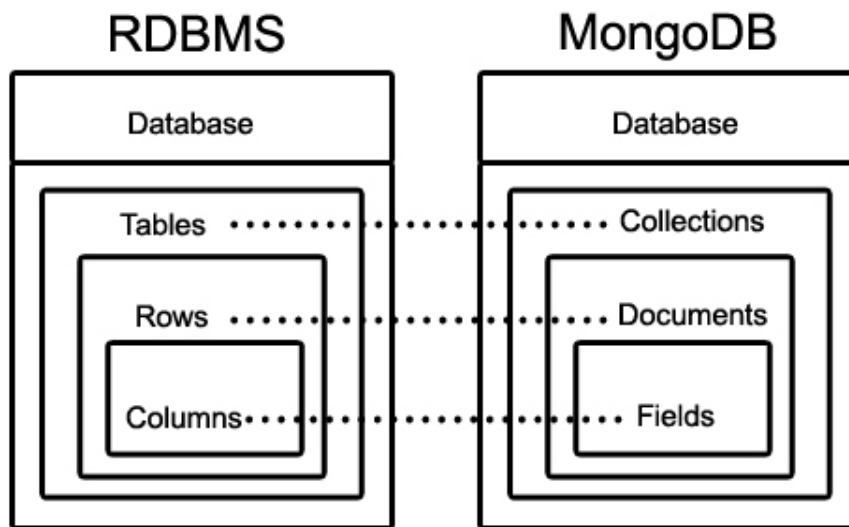 RDBMS MongoDB
Database Database
Tables Collections
Rows Documents
Columns Fields